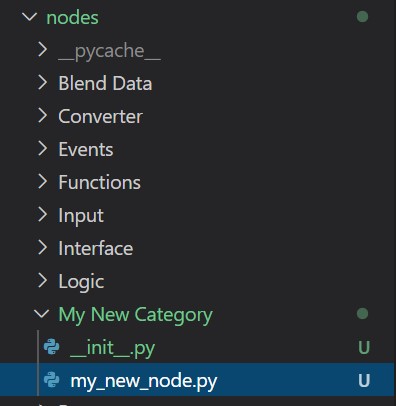 nodes
__pycache__
Blend Data
Converter
Events
Functions
Input
Interface
Logic
My New Category
__init__.py U
my_new_node.py U